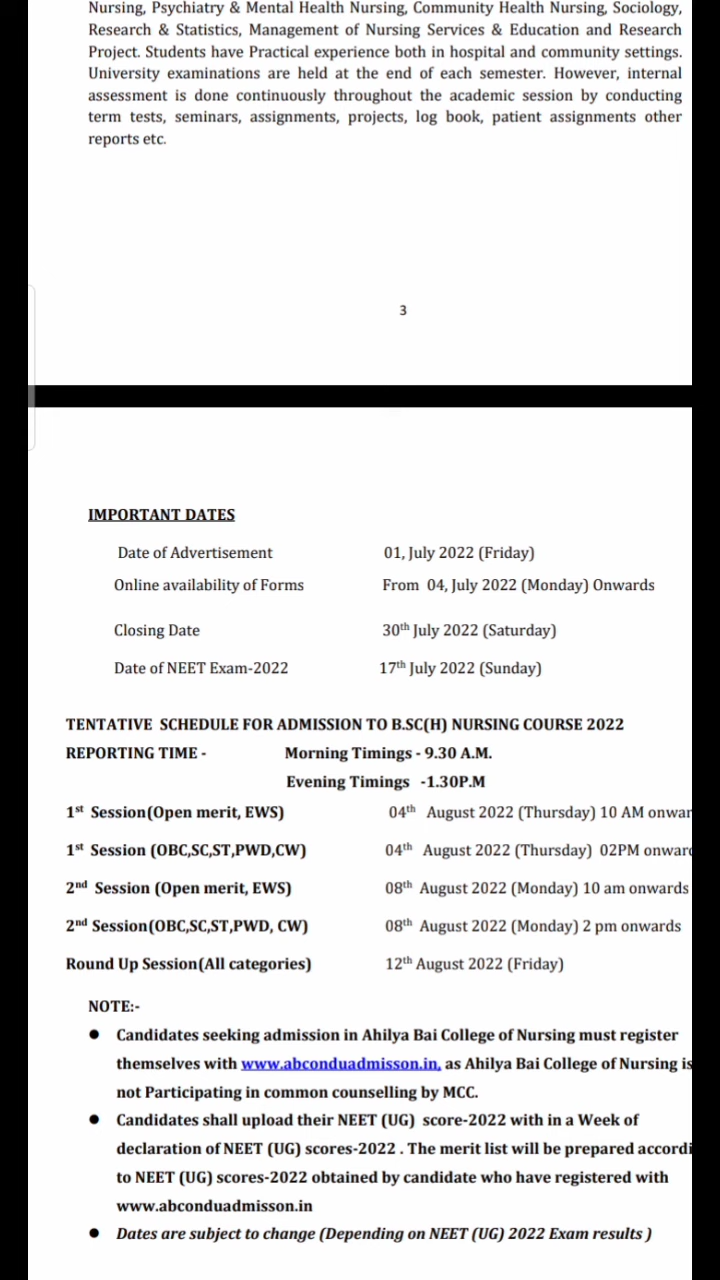 Nursing, Psychiatry & Mental Health Nursing, Community Health Nursing, Sociology,
Research & Statistics, Management of Nursing Services & Education and Research
Project. Students have Practical experience both in hospital and community settings.
University examinations are held at the end of each semester. However, internal
assessment is done continuously throughout the academic session by conducting
term tests, seminars, assignments, projects, log book, patient assignments other
reports etc.
3
IMPORTANT DATES
Date of Advertisement 01, July 2022 (Friday)
Online availability of Forms From 04, July 2022 (Monday) Onwards
Closing Date 30th July 2022 (Saturday)
Date of NEET Exam-2022 17th July 2022 (Sunday)
TENTATIVE SCHEDULE FOR ADMISSION TO B.SC(H) NURSING COURSE 2022
REPORTING TIME - Morning Timings - 9.30 A.M.
Evening Timings -1.30P.M
1st Session(Open merit, EWS) 04th August 2022 (Thursday) 10 AM onwar
1st Session (OBC,SC,ST,PWD,CW) 04th August 2022 (Thursday) 02PM onward
2nd Session (Open merit, EWS) 08th August 2022 (Monday) 10 am onwards
2nd Session(OBC,SC,ST,PWD, CW) 08th August 2022 (Monday) 2 pm onwards
Round Up Session(All categories) 12th August 2022 (Friday)
NOTE:-
● Candidates seeking admission in Ahilya Bai College of Nursing must register
themselves with www.abconduadmisson.in, as Ahilya Bai College of Nursing is
not Participating in common counselling by MCC.
● Candidates shall upload their NEET (UG) score-2022 with in a Week of
declaration of NEET (UG) scores-2022 . The merit list will be prepared accordi
to NEET (UG) scores-2022 obtained by candidate who have registered with
www.abconduadmisson.in
● Dates are subject to change (Depending on NEET (UG) 2022 Exam results )